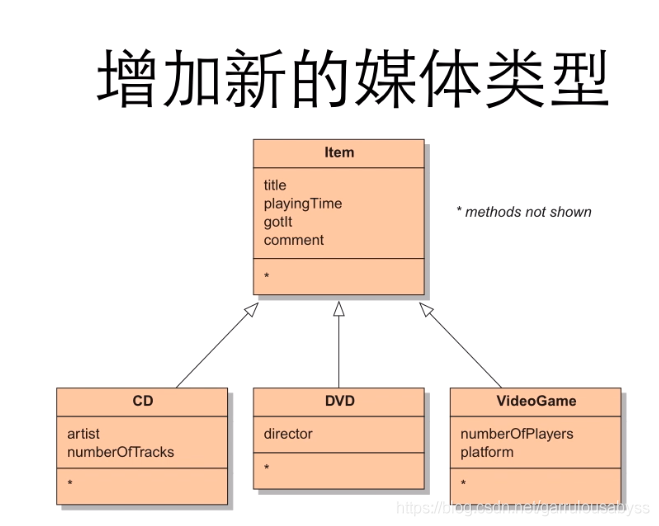 增加新的媒体类型
Item
title
playingTime
gotIt
comment
*
* methods not shown
CD
artist
numberOfTracks
*
DVD
director
*
VideoGame
numberOfPlayers
platform
*
https://blog.csdn.net/garrulousabyss